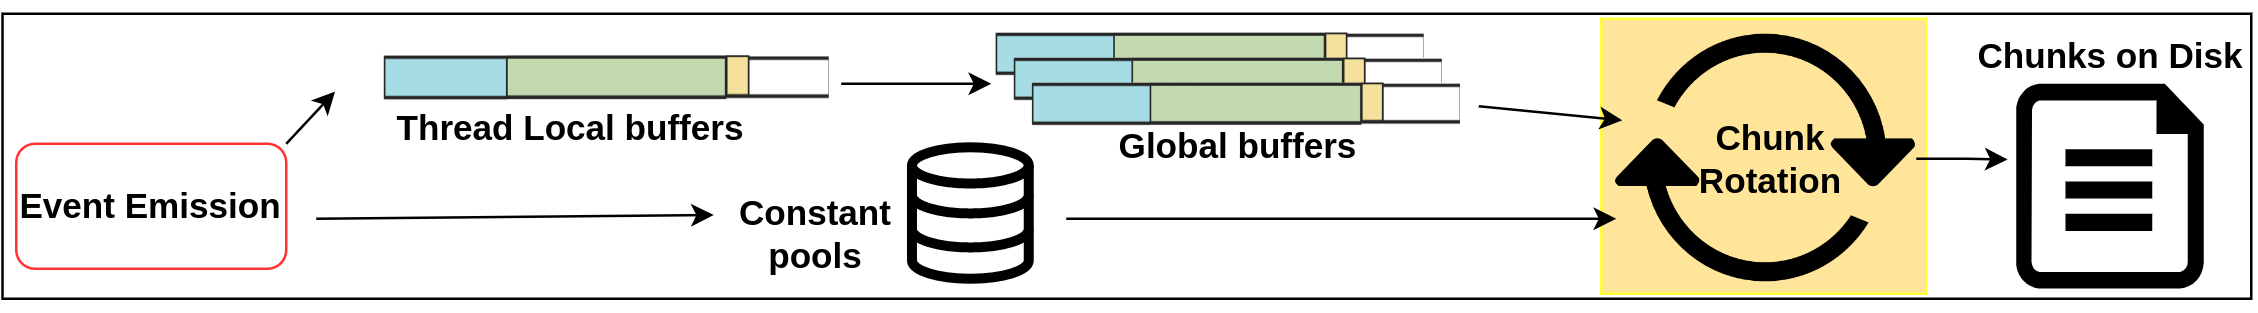 Event Emission
Thread Local buffers
Constant
pools
Global buffers
Chunk
Rotation
Chunks on Disk